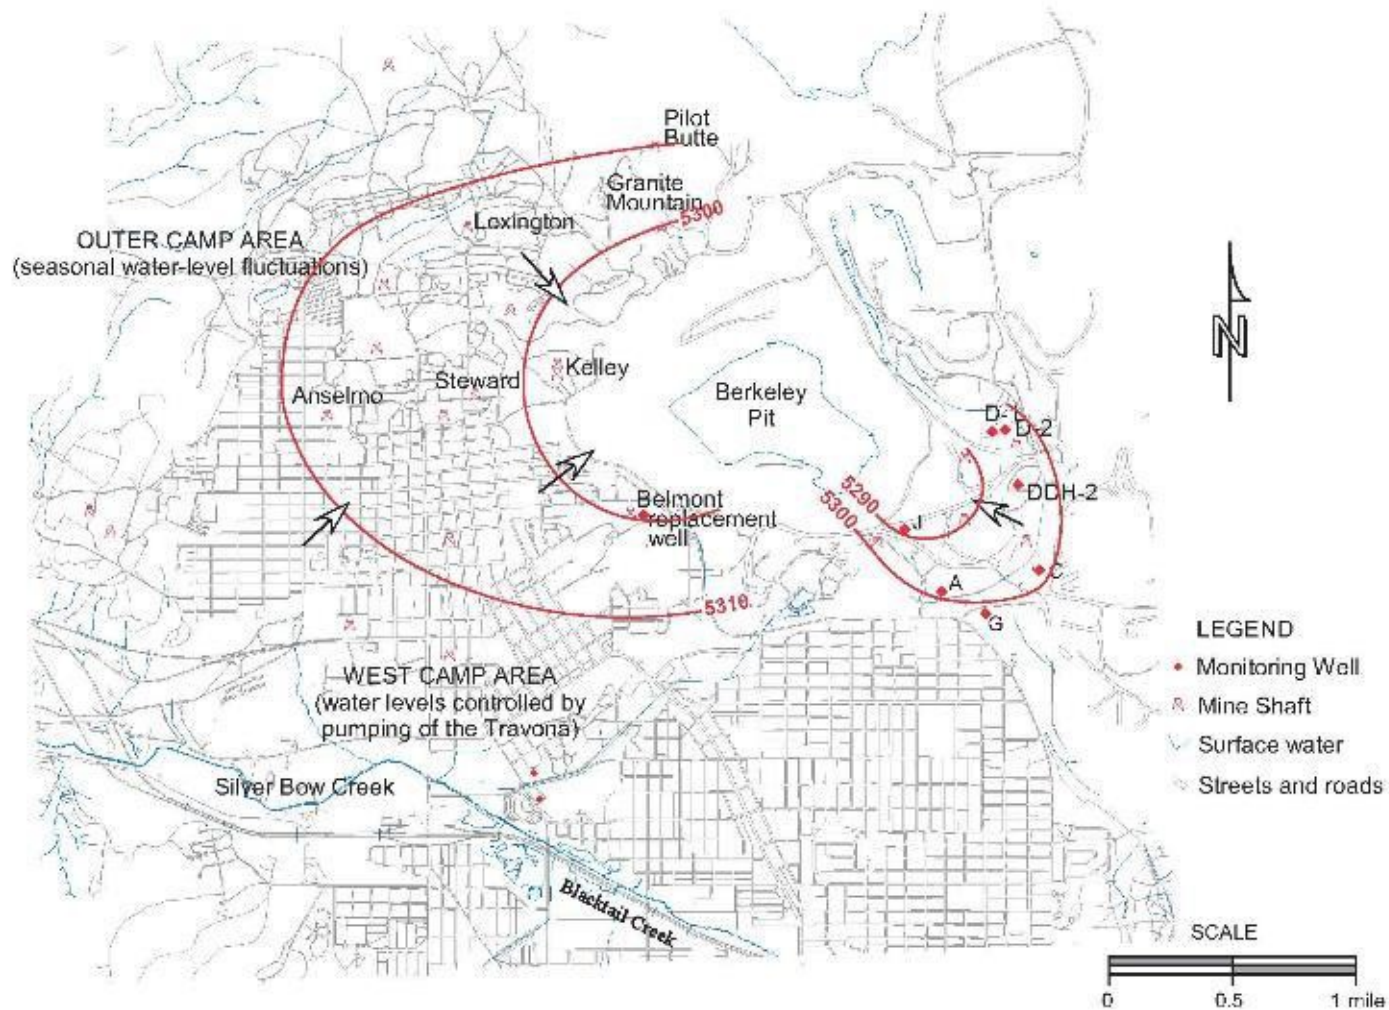 Pilot
Butte
Granite
Mountain
5300
Lexington
OUTER CAMP AREA
(seasonal water-level fluctuations)
Kelley
Steward
Anselmo
Berkeley
Pit
D-1
D-2
DDH-2
5290
5300
J
Belmont
replacement
well
C
A
G
5310
N
WEST CAMP AREA
(water levels controlled by
pumping of the Travona)
Silver Bow Creek
Blacktail Creek
LEGEND
Monitoring Well
Mine Shaft
Surface water
Streets and roads
SCALE
0 0.5 1 mile